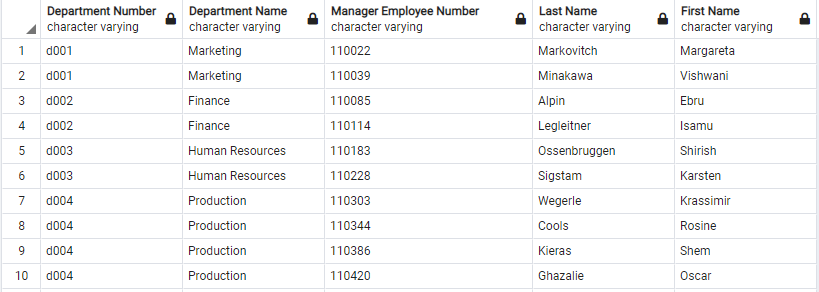 Department Number Department Name Manager Employee Number Last Name First Name
character varying character varying character varying character varying character varying
1 d001 Marketing 110022 Markovitch Margareta
2 d001 Marketing 110039 Minakawa Vishwani
3 d002 Finance 110085 Alpin Ebru
4 d002 Finance 110114 Legleitner Isamu
5 d003 Human Resources 110183 Ossenbruggen Shirish
6 d003 Human Resources 110228 Sigstam Karsten
7 d004 Production 110303 Wegerle Krassimir
8 d004 Production 110344 Cools Rosine
9 d004 Production 110386 Kieras Shem
10 d004 Production 110420 Ghazalie Oscar